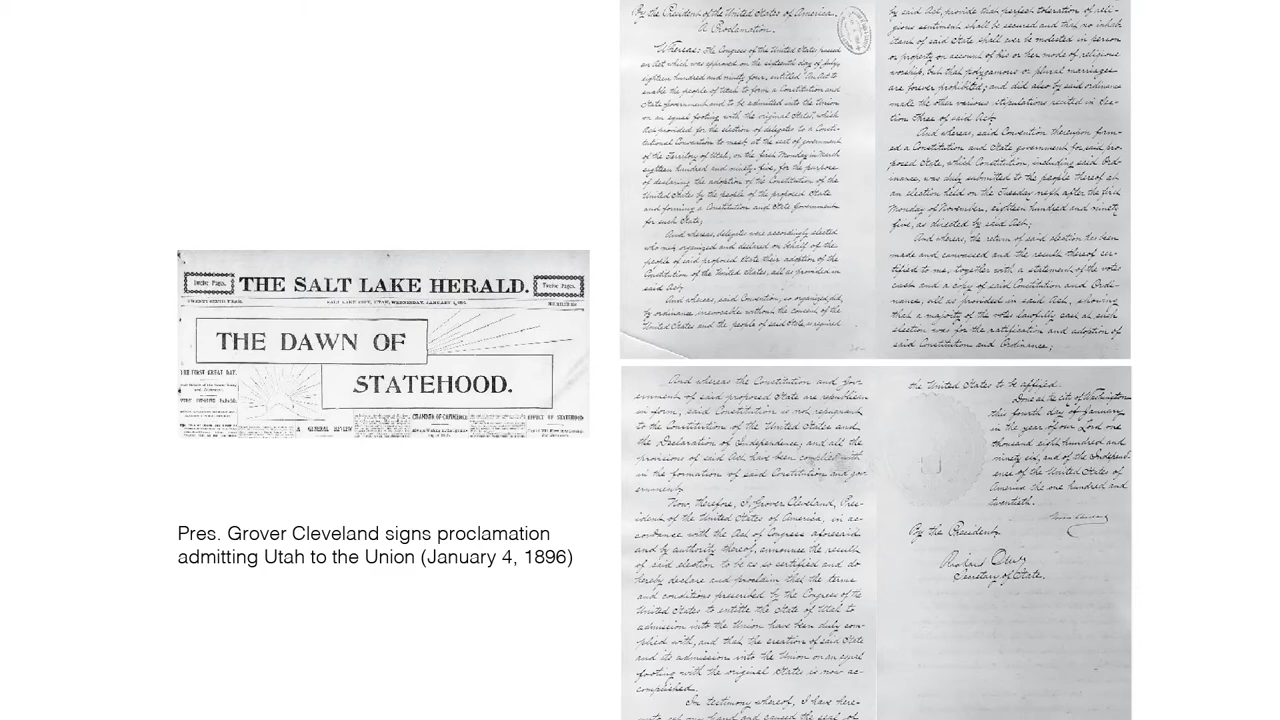 Twelve Pages.
THE SALT LAKE HERALD.
Twelve Pages.
SALT LAKE CITY, UTAH, WEDNESDAY, JANUARY 1, 1896.
THE DAWN OF
STATEHOOD.
THE FIRST GREAT DAY.
CHAMBER OF COMMERCE
GENERAL REVIEW
Pres. Grover Cleveland signs proclamation
admitting Utah to the Union (January 4, 1896)
By the President of the United States of America.
A Proclamation.
Whereas: the Congress of the United States passed
an Act which was approved on the sixteenth day of July,
eighteen hundred and ninety four, entitled "An Act to
enable the people of Utah to form a Constitution and
State government and to be admitted into the Union
on an equal footing with the original States", which
Act provided for the election of delegates to a Consti-
tutional Convention to meet, at the seat of government
of the Territory of Utah, on the first Monday in March
eighteen hundred and ninety-five, for the purpose
of declaring the adoption of the Constitution of the
United States by the people of the proposed State
and forming a Constitution and State Government
for such State;
And whereas, delegates were accordingly elected
who met, organized and declared on behalf of the
people of said proposed State their adoption of the
Constitution of the United States, all as provided in
said Act;
And whereas, said Convention, so organized, did,
by ordinance irrevocable without the consent of the
United States and the people of said State, as required
by said Act, provide that perfect toleration of reli-
gious sentiment shall be secured and that no inhab
itant of said State shall ever be molested in person
or property on account of his or her mode of religious
worship, but that polygamous or plural marriages
are forever prohibited; and did also by said ordinance
made the other various stipulations recited in Sec-
tion Three of said Act;
And whereas, said Convention thereupon form-
ed a Constitution and State government for said pro-
posed State, which Constitution, including said Ord-
inance, was duly submitted to the people thereof at
an election held on the Tuesday next after the first
Monday of November, eighteen hundred and ninety
five, as directed by said Act;
And whereas, the return of said election has been
made and canvassed and the result thereof cer-
tified to me, together with a statement of the votes
cast and a copy of said Constitution and Ordi-
nance, all as provided in said Act, showing
that a majority of the votes lawfully cast at such
election was for the ratification and adoption of
said Constitution and Ordinance;
And whereas the Constitution and Gov-
ernment of said proposed State are republican
in form, said Constitution is not repugnant
to the Constitution of the United States and
the Declaration of Independence; and all the
provisions of said Act have been complied with
in the formation of said Constitution and gov
ernment;
Now, therefore, I, Grover Cleveland, Pres-
ident of the United States of America, in ac-
cordance with the Act of Congress aforesaid
and by authority thereof, announce the result
of said election to be as so certified and do
hereby declare and proclaim that the terms
and conditions prescribed by the Congress of the
United States to entitle the State of Utah to
admission into the Union have been duly com-
plied with, and that the creation of said State
and its admission into the Union on an equal
footing with the original States is now ac-
complished.
In testimony whereof, I have here-
unto set my hand and caused the seal of
the United States to be affixed.
Done at the city of Washington
this fourth day of January
in the year of our Lord one
thousand eight hundred and
ninety six, and of the Independ-
ence of the United States of
America the one hundred and
twentieth.
Grover Cleveland
By the President:
Richard Olney
Secretary of State.